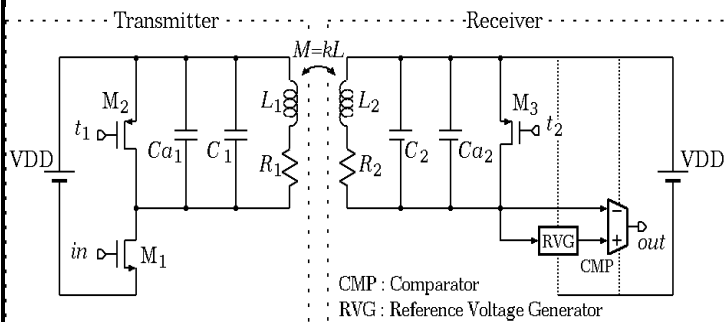 Transmitter
Receiver
M=kL
M2
t1
Ca1
C1
L1
R1
VDD
in
M1
L2
R2
C2
Ca2
M3
t2
VDD
−
+
RVG
CMP
out
CMP : Comparator
RVG : Reference Voltage Generator